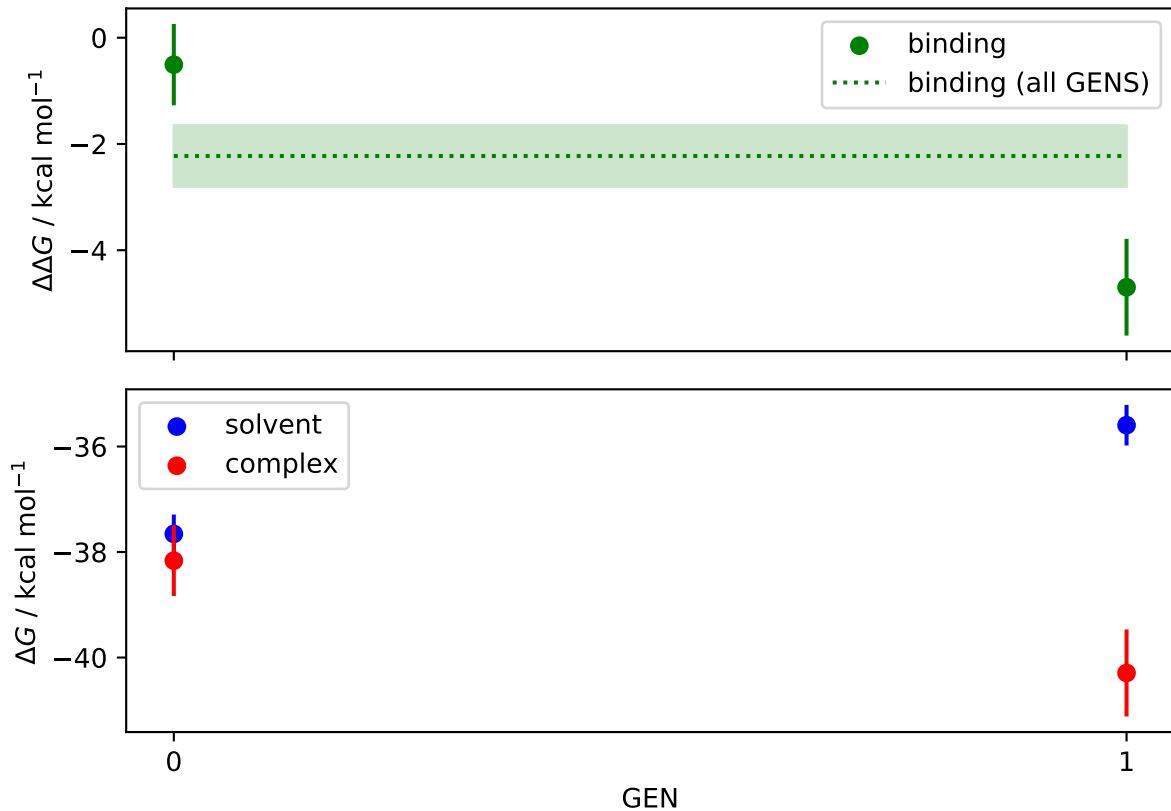 0
−2
−4
ΔΔG / kcal mol⁻¹
binding
binding (all GENS)
−36
−38
−40
ΔG / kcal mol⁻¹
solvent
complex
0
1
GEN